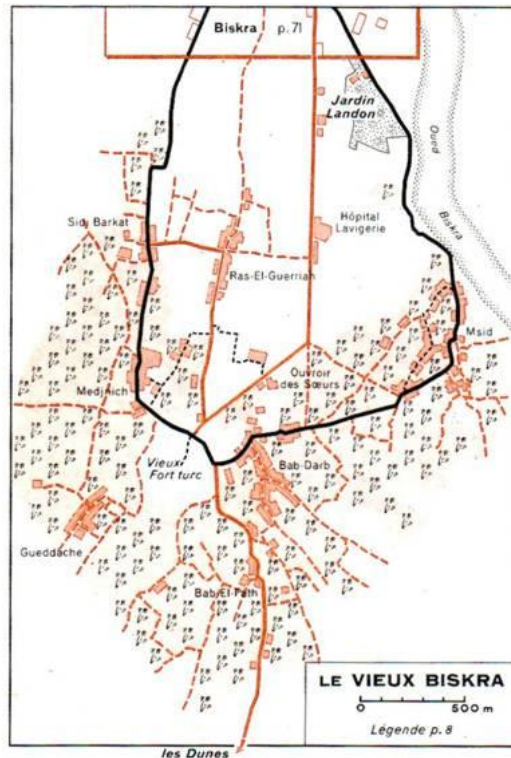 Biskra p. 71
Jardin
Landon
Oued
Biskra
Sidi Barkat
Hôpital
Lavigerie
Ras-El-Guerriah
Msid
Ouvroir
des Sœurs
Medjnich
Vieux
Fort turc
Bab-Darb
Gueddache
Bab-El-Fath
LE VIEUX BISKRA
0 500 m
Légende p. 8
les Dunes